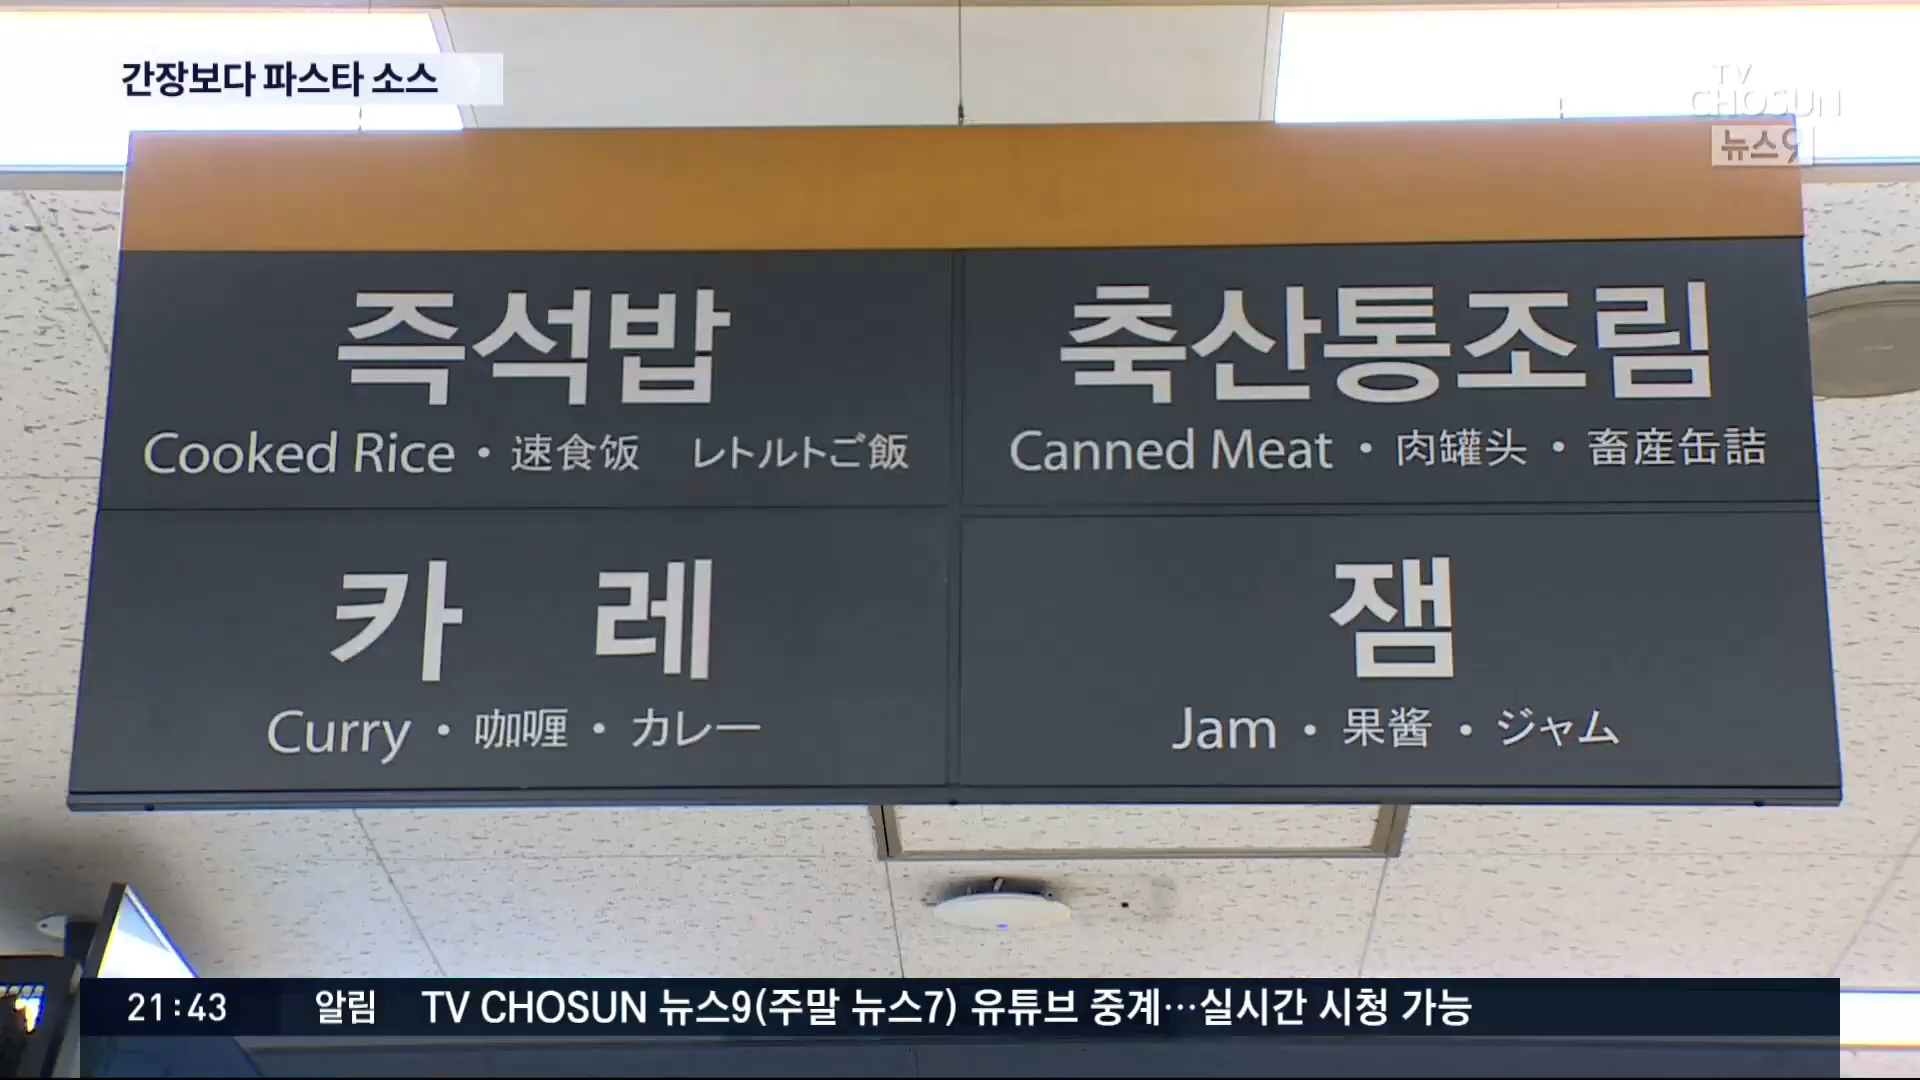 간장보다 파스타 소스
TV
CHOSUN
뉴스9
즉석밥
Cooked Rice・速食饭 レトルトご飯
축산통조림
Canned Meat・肉罐头・畜産缶詰
카 레
Curry・咖喱・カレー
잼
Jam・果酱・ジャム
21:43 알림 TV CHOSUN 뉴스9(주말 뉴스7) 유튜브 중계…실시간 시청 가능